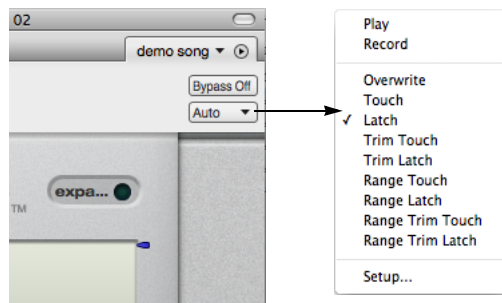 02
demo song
Bypass Off
Auto
expa...
TM
Play
Record
Overwrite
Touch
✓ Latch
Trim Touch
Trim Latch
Range Touch
Range Latch
Range Trim Touch
Range Trim Latch
Setup...